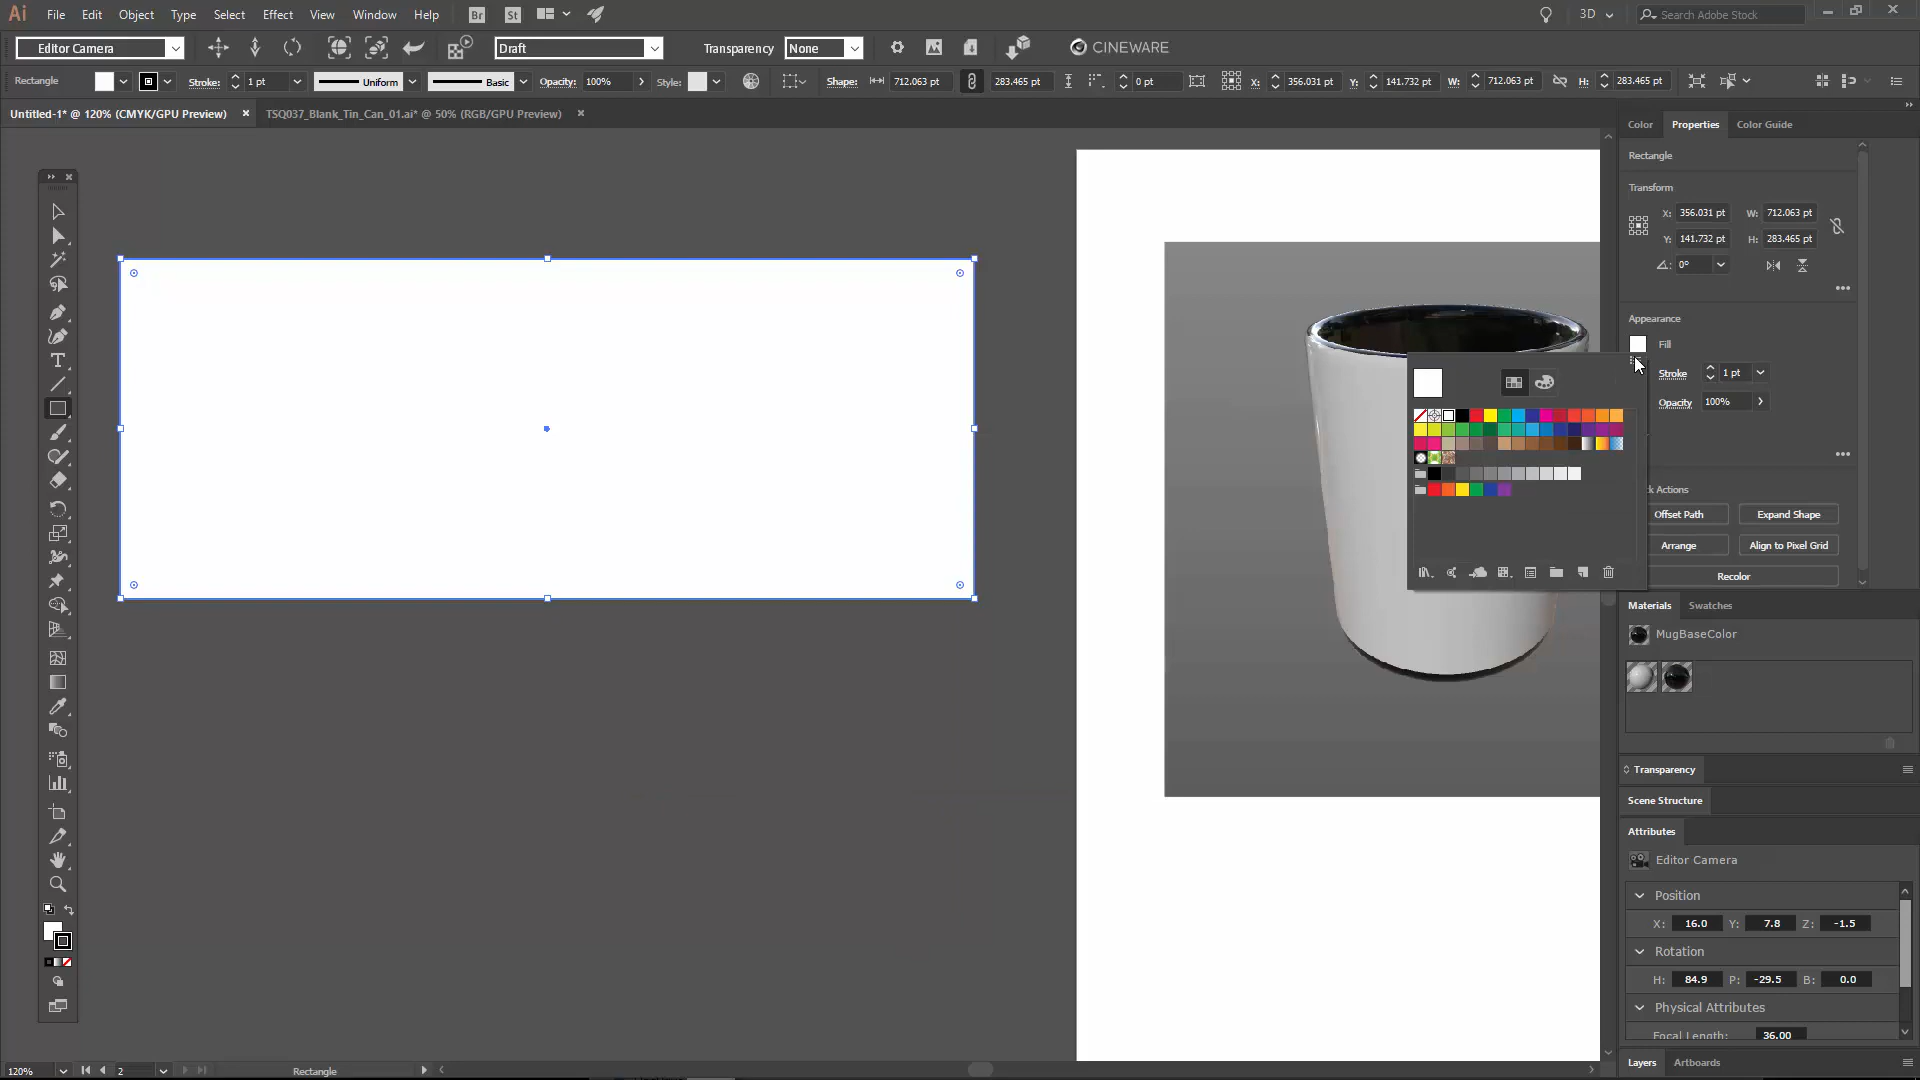 Ai File Edit Object Type Select Effect View Window Help Br St 3D Search Adobe Stock
Editor Camera Draft Transparency None CINEWARE
Rectangle Stroke: 1 pt Uniform Basic Opacity: 100% Style: Shape: 712.063 pt 283.465 pt 0 pt X: 356.031 pt Y: 141.732 pt W: 712.063 pt H: 283.465 pt
Untitled-1* @ 120% (CMYK/GPU Preview) TSQ037_Blank_Tin_Can_01.ai* @ 50% (RGB/GPU Preview)
Color Properties Color Guide
Rectangle
Transform
X: 356.031 pt W: 712.063 pt
Y: 141.732 pt H: 283.465 pt
0°
Appearance
Fill
Stroke 1 pt
Opacity 100%
k Actions
Offset Path Expand Shape
Arrange Align to Pixel Grid
Recolor
Materials Swatches
MugBaseColor
Transparency
Scene Structure
Attributes
Editor Camera
Position
X: 16.0 Y: 7.8 Z: -1.5
Rotation
H: 84.9 P: -29.5 B: 0.0
Physical Attributes
Focal Length: 36.00
Layers Artboards
120% 2 Rectangle